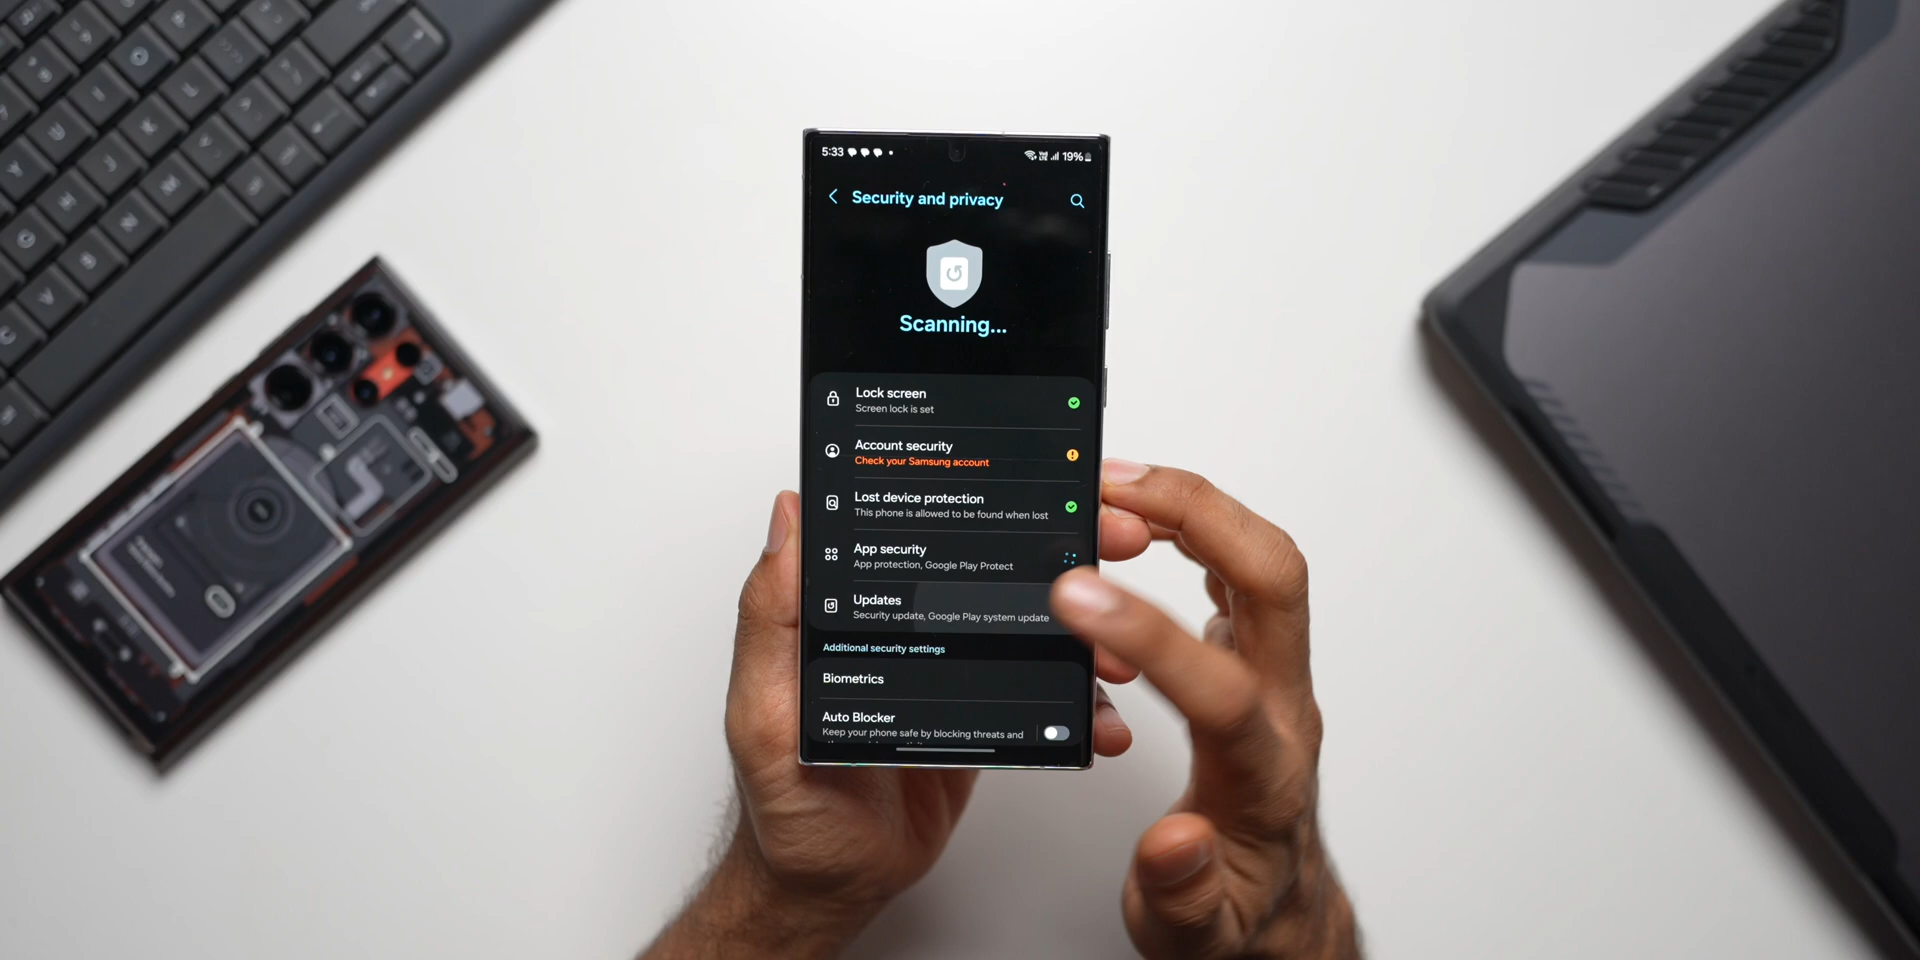 5:33
19%
Security and privacy
Scanning...
Lock screen
Screen lock is set
Account security
Check your Samsung account
Lost device protection
This phone is allowed to be found when lost
App security
App protection, Google Play Protect
Updates
Security update, Google Play system update
Additional security settings
Biometrics
Auto Blocker
Keep your phone safe by blocking threats and